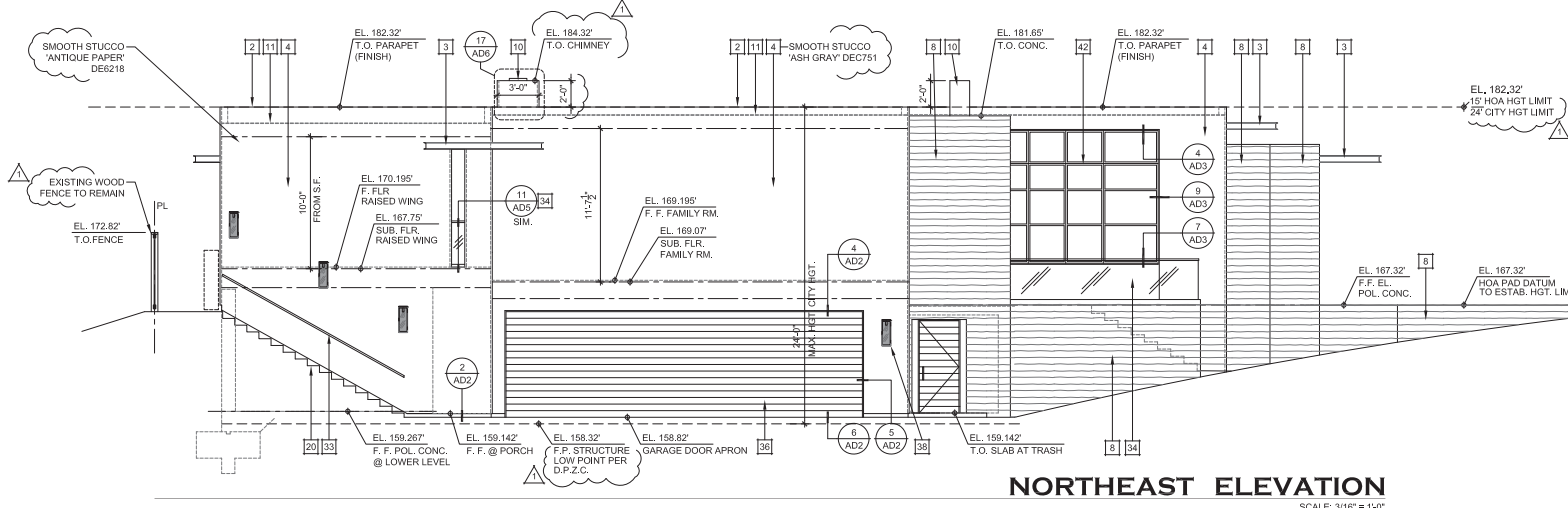 SMOOTH STUCCO
'ANTIQUE PAPER'
DE6218
2
11
4
EL. 182.32'
T.O. PARAPET
(FINISH)
3
17
AD6
10
EL. 184.32'
T.O. CHIMNEY
1
3'-0"
2'-0"
2
11
4
SMOOTH STUCCO
'ASH GRAY' DEC751
8
10
2'-0"
EL. 181.65'
T.O. CONC.
42
EL. 182.32'
T.O. PARAPET
(FINISH)
4
8
3
8
3
EL. 182.32'
15' HOA HGT LIMIT
24' CITY HGT LIMIT
1
1
EXISTING WOOD
FENCE TO REMAIN
PL
EL. 172.82'
T.O.FENCE
10'-0"
FROM S.F.
EL. 170.195'
F. FLR
RAISED WING
EL. 167.75'
SUB. FLR.
RAISED WING
11
AD5
SIM.
34
11'-7 1/2"
EL. 169.195'
F. F. FAMILY RM.
EL. 169.07'
SUB. FLR.
FAMILY RM.
24'-0"
MAX. HGT. CITY HGT.
4
AD2
4
AD3
9
AD3
7
AD3
EL. 167.32'
F.F. EL.
POL. CONC.
8
EL. 167.32'
HOA PAD DATUM
TO ESTAB. HGT. LIM
2
AD2
20
33
EL. 159.267'
F. F. POL. CONC.
@ LOWER LEVEL
EL. 159.142'
F. F. @ PORCH
EL. 158.32'
F.P. STRUCTURE
LOW POINT PER
D.P.Z.C.
1
EL. 158.82'
GARAGE DOOR APRON
36
6
AD2
5
AD2
38
EL. 159.142'
T.O. SLAB AT TRASH
8
34
NORTHEAST ELEVATION
SCALE: 3/16" = 1'-0"